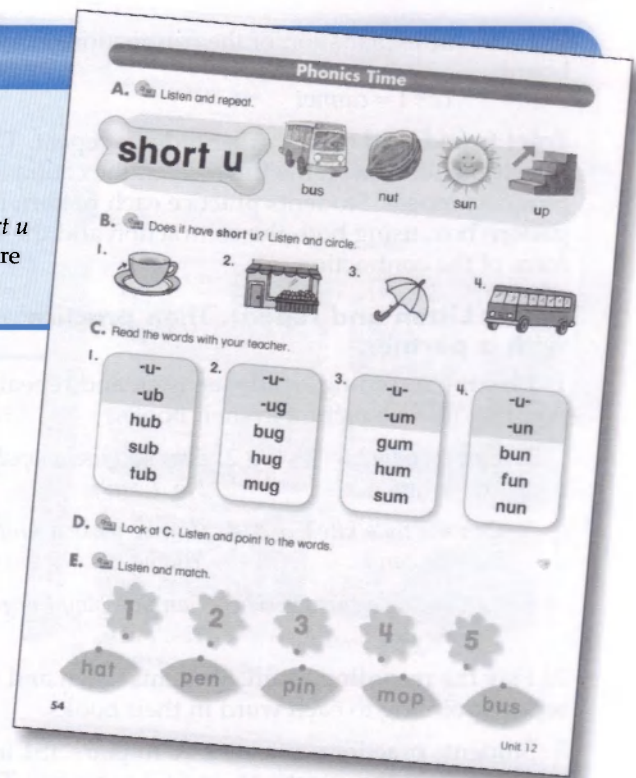 rt u
re
Phonics Time
A. Listen and repeat.
short u
bus nut sun up
B. Does it have short u? Listen and circle.
1. 2. 3. 4.
C. Read the words with your teacher.
1. 2. 3. 4.
-u- -u- -u- -u-
-ub -ug -um -un
hub bug gum bun
sub hug hum fun
tub mug sum nun
D. Look at C. Listen and point to the words.
E. Listen and match.
1 2 3 4 5
hat pen pin mop bus
54 Unit 12